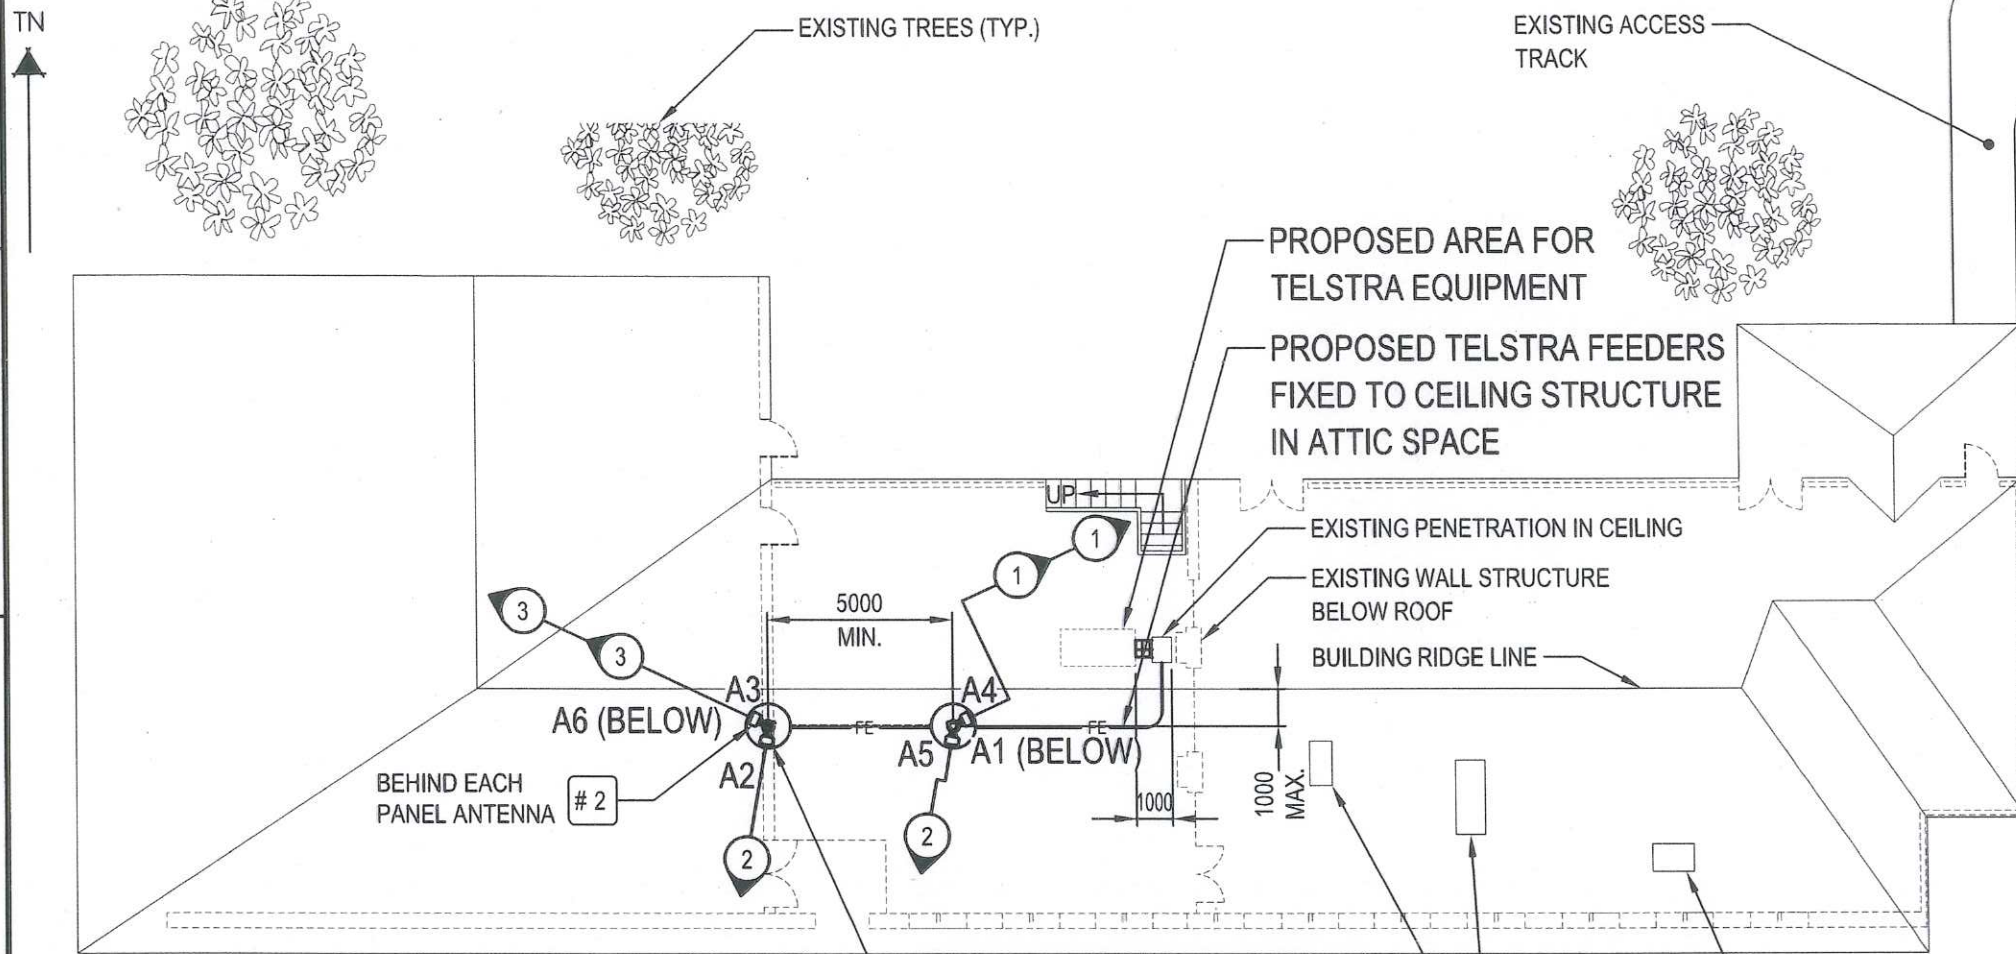 TN
EXISTING TREES (TYP.)
EXISTING ACCESS
TRACK
PROPOSED AREA FOR
TELSTRA EQUIPMENT
PROPOSED TELSTRA FEEDERS
FIXED TO CEILING STRUCTURE
IN ATTIC SPACE
UP
1
1
EXISTING PENETRATION IN CEILING
EXISTING WALL STRUCTURE
BELOW ROOF
BUILDING RIDGE LINE
5000
MIN.
3
3
A3
A4
A6 (BELOW)
FE
FE
A5
A1 (BELOW)
A2
BEHIND EACH
PANEL ANTENNA
# 2
1000
1000
MAX.
2
2